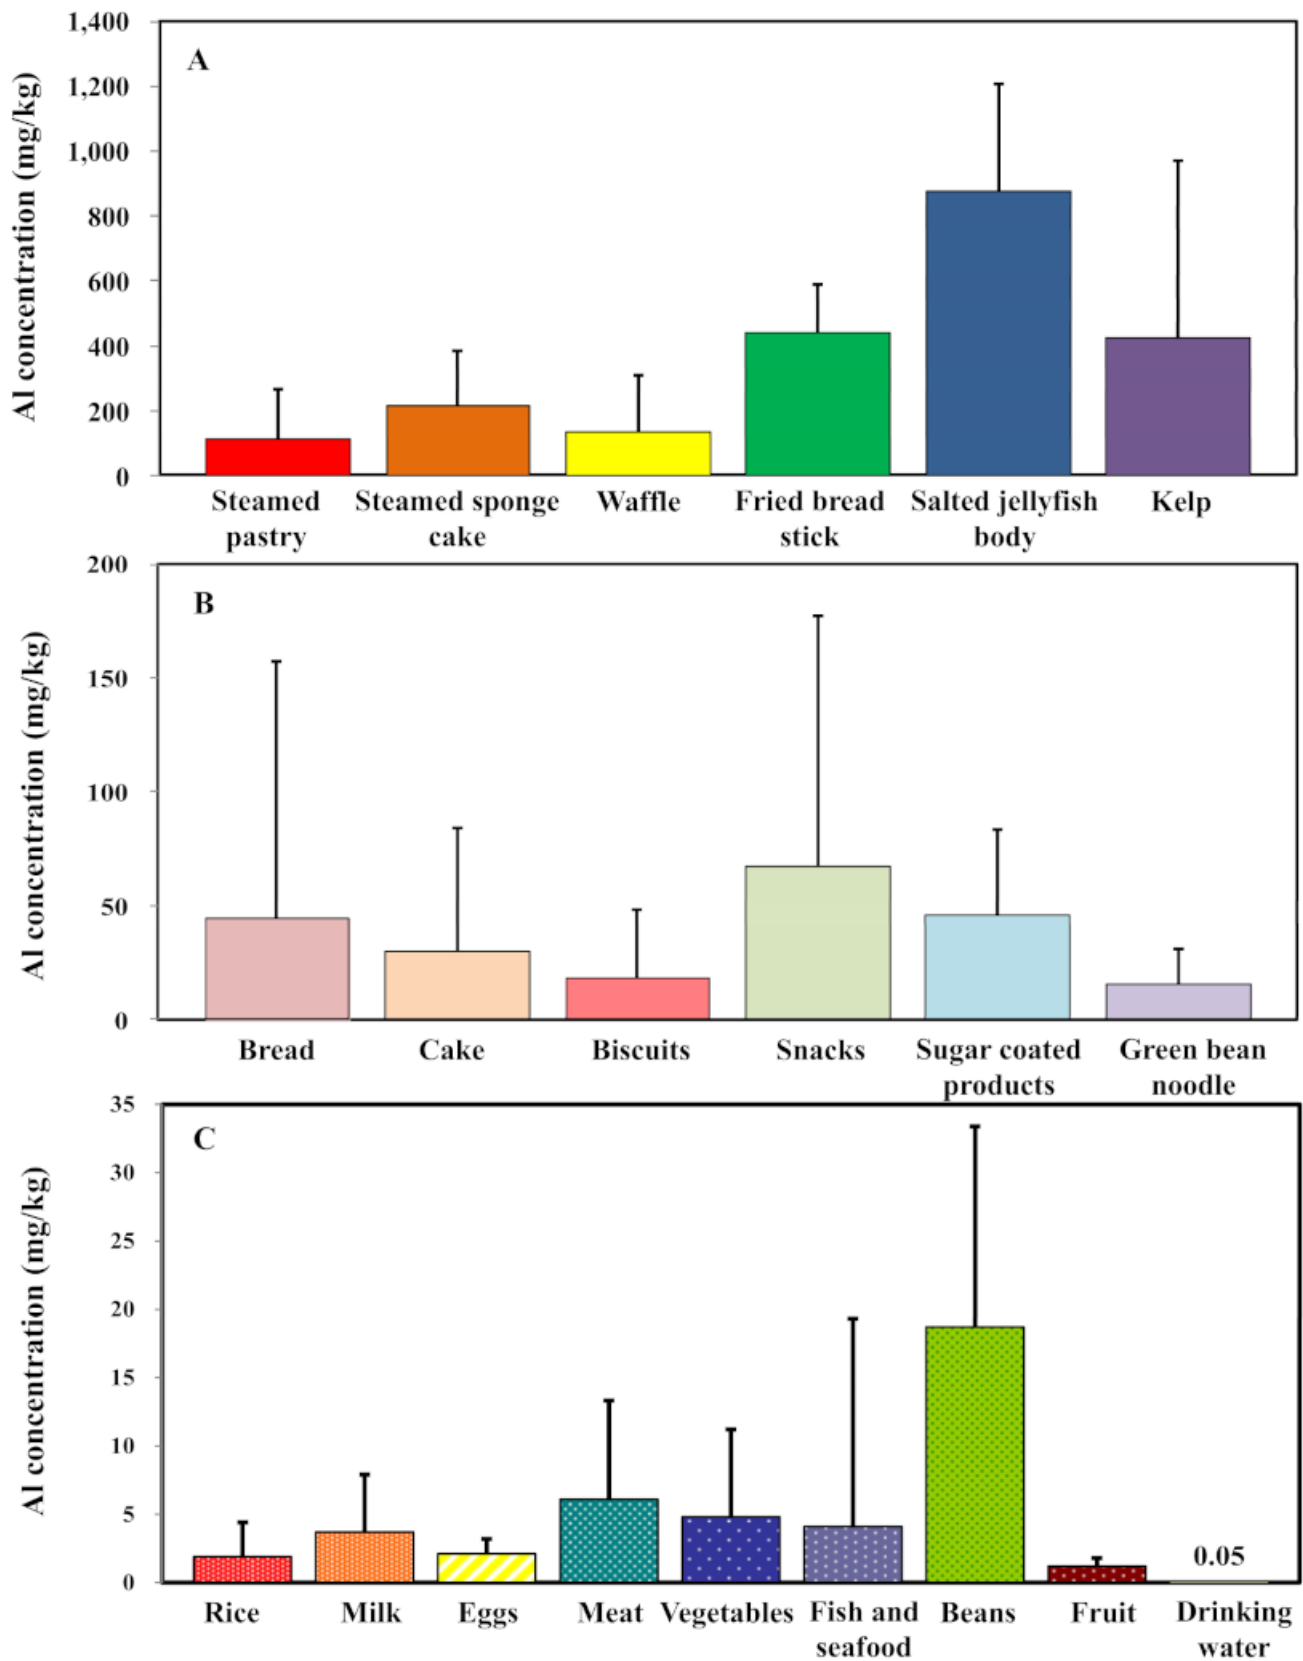 A
Al concentration (mg/kg)
1,400
1,200
1,000
800
600
400
200
0
Steamed pastry
Steamed sponge cake
Waffle
Fried bread stick
Salted jellyfish body
Kelp
B
Al concentration (mg/kg)
200
150
100
50
0
Bread
Cake
Biscuits
Snacks
Sugar coated products
Green bean noodle
C
Al concentration (mg/kg)
35
30
25
20
15
10
5
0
0.05
Rice
Milk
Eggs
Meat
Vegetables
Fish and seafood
Beans
Fruit
Drinking water